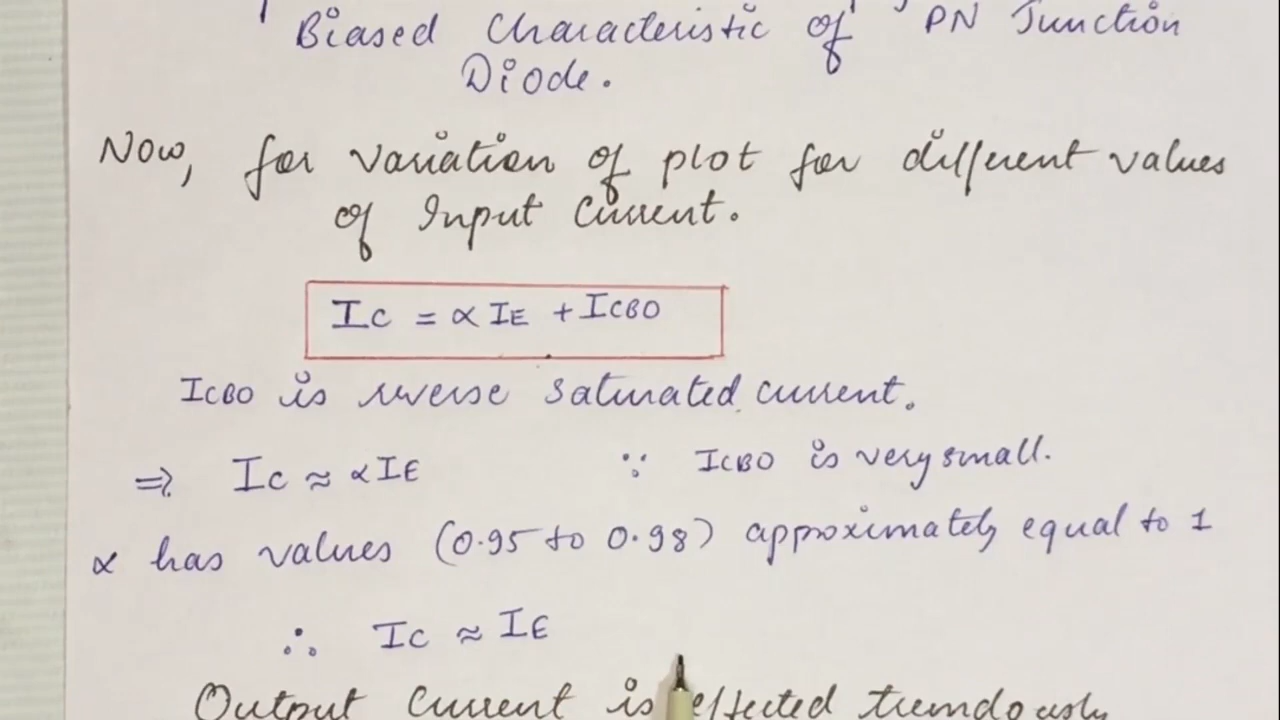 Biased Characteristic of PN Junction
Diode.
Now, for variation of plot for different values
of Input Current.
IC = α IE + ICBO
ICBO is reverse saturated current.
⇒ IC ≈ αIE ∵ ICBO is very small.
α has values (0.95 to 0.98) approximately equal to 1
∴ IC ≈ IE
Output Current is effected tremdously